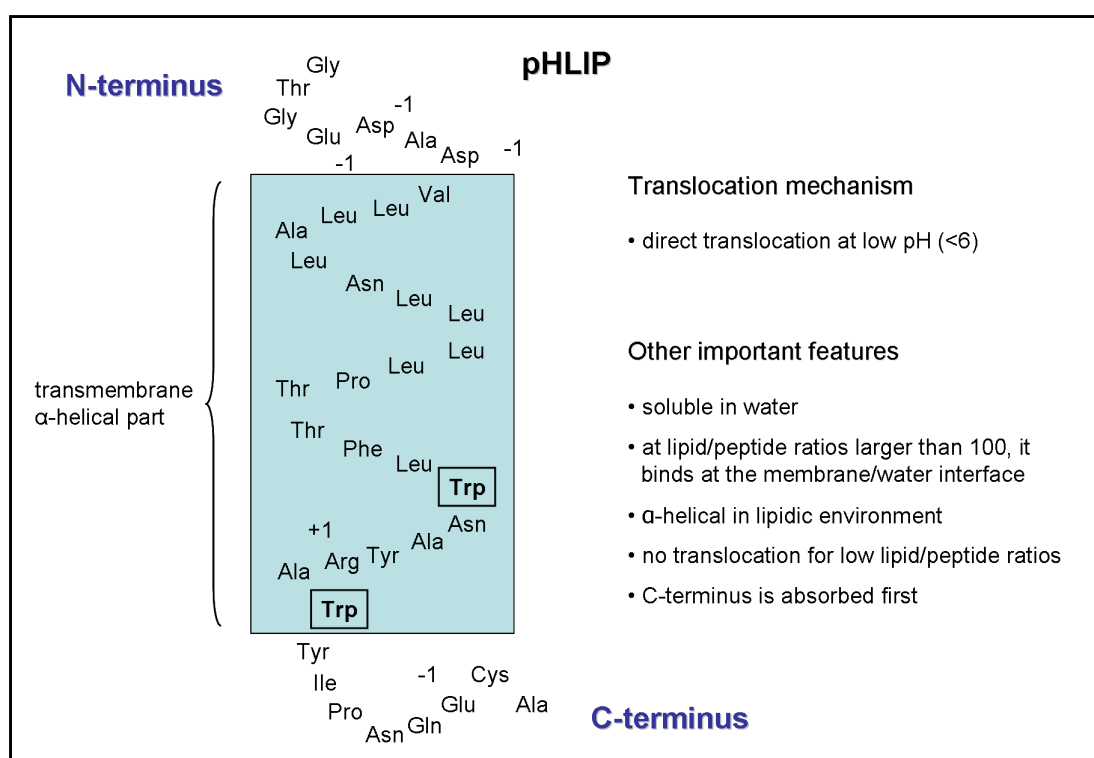 pHLIP
N-terminus
Gly
Thr
Gly
Glu
-1
Asp
-1
Ala
Asp
-1
Val
Leu
Leu
Ala
Leu
Asn
Leu
Leu
Leu
Leu
Pro
Thr
Thr
Phe
Leu
Trp
Asn
Ala
Tyr
+1
Arg
Ala
Trp
Tyr
Ile
Pro
Asn
Gln
-1
Glu
Cys
Ala
C-terminus
transmembrane
α-helical part
Translocation mechanism
• direct translocation at low pH (<6)
Other important features
• soluble in water
• at lipid/peptide ratios larger than 100, it
binds at the membrane/water interface
• α-helical in lipidic environment
• no translocation for low lipid/peptide ratios
• C-terminus is absorbed first